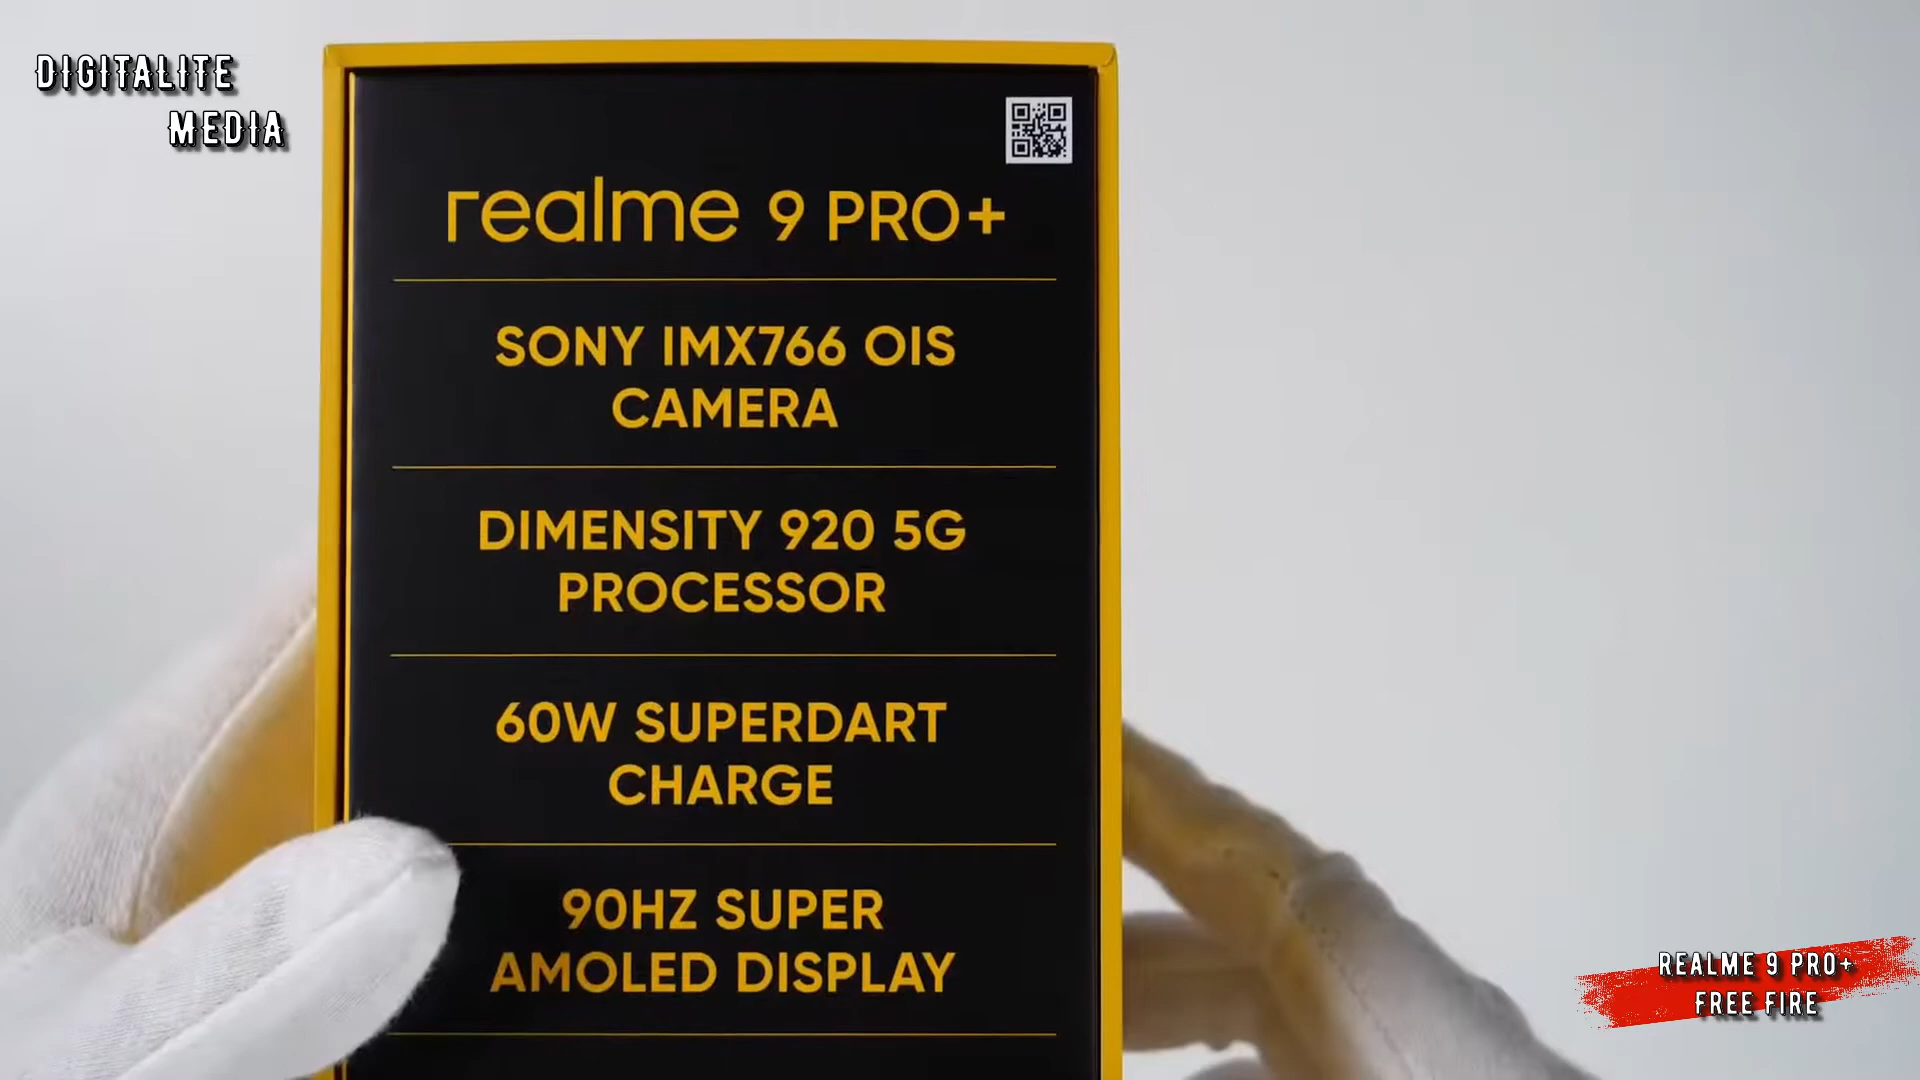 DIGITALITE
MEDIA
realme 9 PRO+
SONY IMX766 OIS
CAMERA
DIMENSITY 920 5G
PROCESSOR
60W SUPERDART
CHARGE
90HZ SUPER
AMOLED DISPLAY
REALME 9 PRO+
FREE FIRE